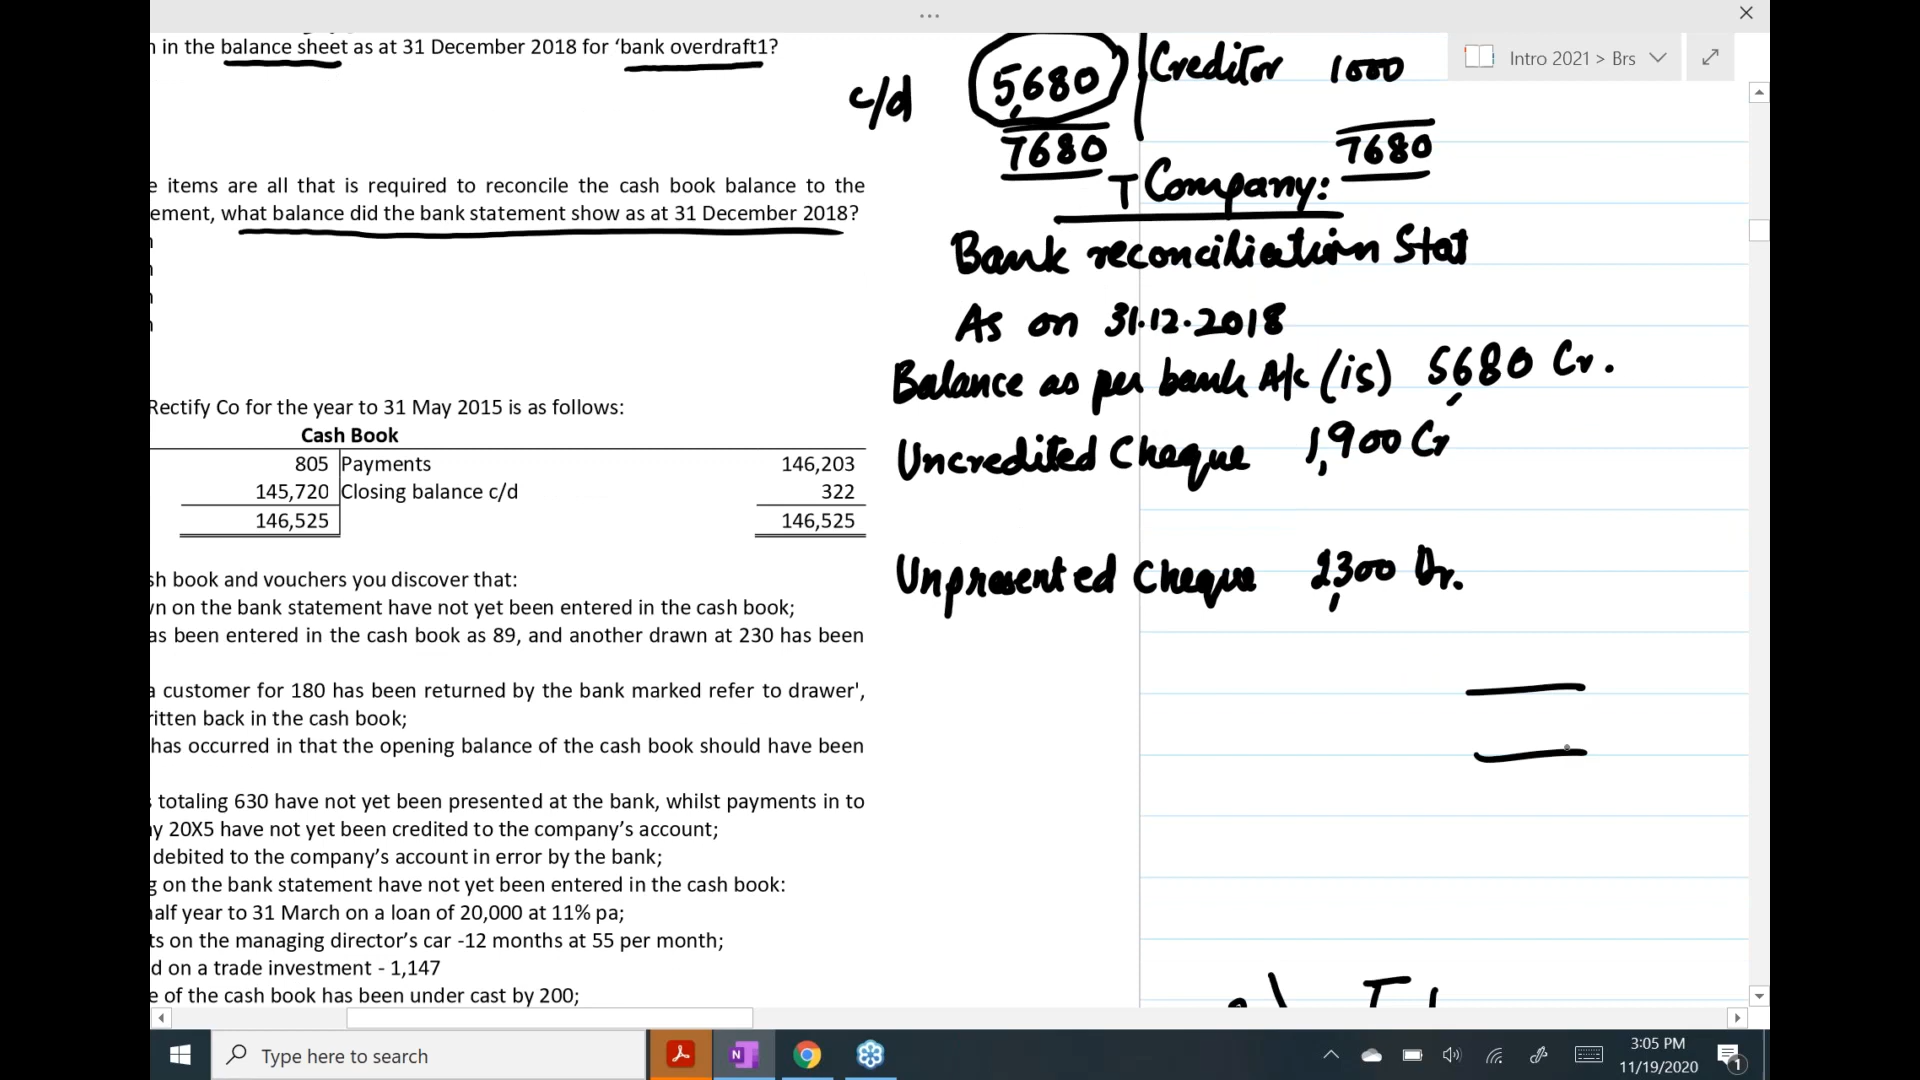 in the balance sheet as at 31 December 2018 for 'bank overdraft1?
items are all that is required to reconcile the cash book balance to the
what balance did the bank statement show as at 31 December 2018?
Rectify Co for the year to 31 May 2015 is as follows:
Cash Book
805 Payments 146,203
145,720 Closing balance c/d 322
146,525 146,525
book and vouchers you discover that:
on the bank statement have not yet been entered in the cash book;
been entered in the cash book as 89, and another drawn at 230 has been
customer for 180 has been returned by the bank marked refer to drawer',
back in the cash book;
has occurred in that the opening balance of the cash book should have been
totaling 630 have not yet been presented at the bank, whilst payments in to
20X5 have not yet been credited to the company's account;
debited to the company's account in error by the bank;
on the bank statement have not yet been entered in the cash book:
year to 31 March on a loan of 20,000 at 11% pa;
on the managing director's car -12 months at 55 per month;
on a trade investment - 1,147
of the cash book has been under cast by 200;
c/d 5,680 Creditor 1000
7680 7680
T Company:
Bank reconciliation Stat
As on 31.12.2018
Balance as per bank A/c (is) 5,680 Cr.
Uncredited Cheque 1,900 Cr
Unpresented Cheque 2,300 Dr.
Intro 2021 > Brs
Type here to search
3:05 PM
11/19/2020
1